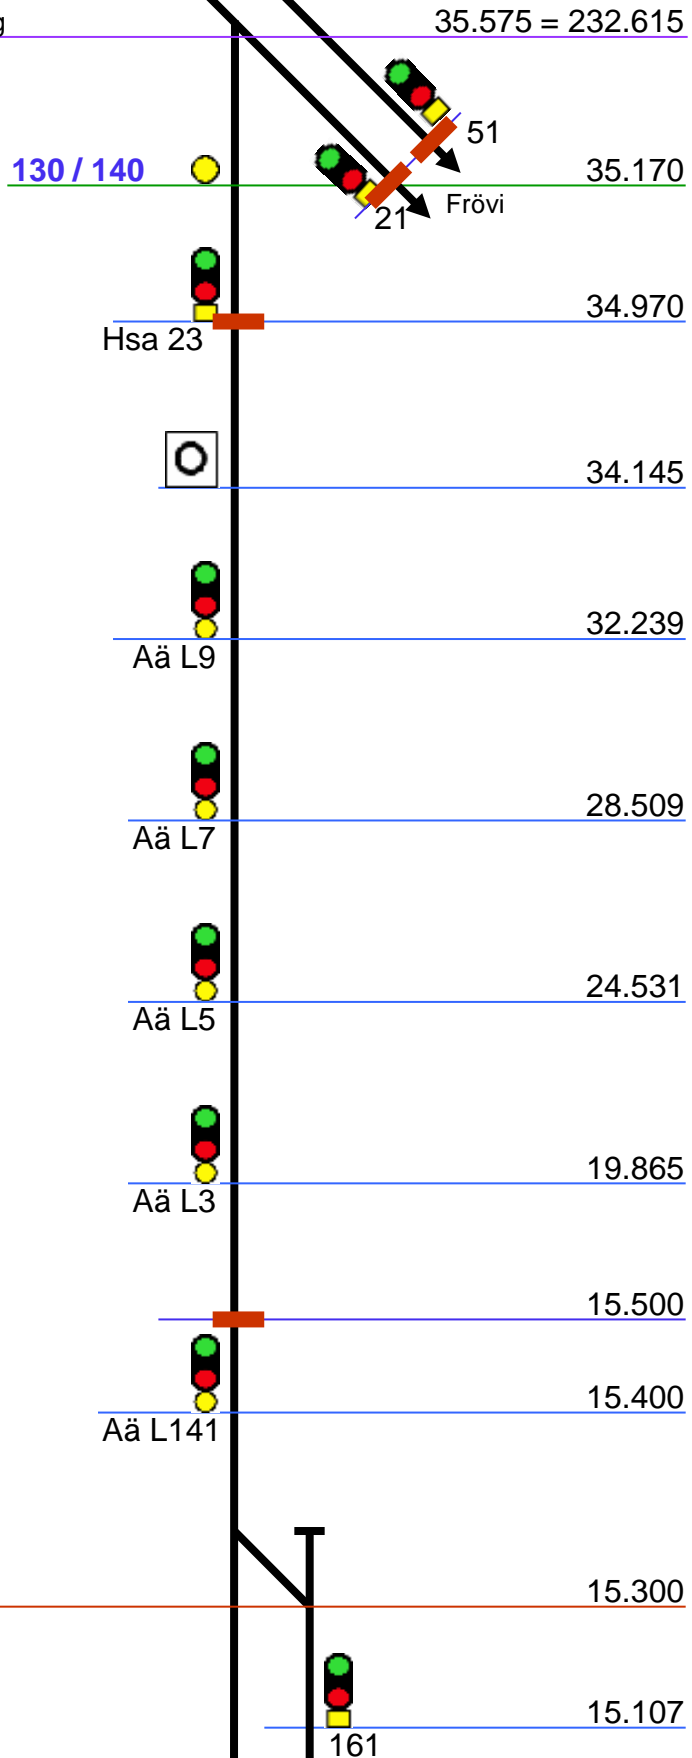 g
35.575 = 232.615
51
130 / 140
35.170
Frövi
21
34.970
Hsa 23
34.145
32.239
Aä L9
28.509
Aä L7
24.531
Aä L5
19.865
Aä L3
15.500
15.400
Aä L141
15.300
15.107
161